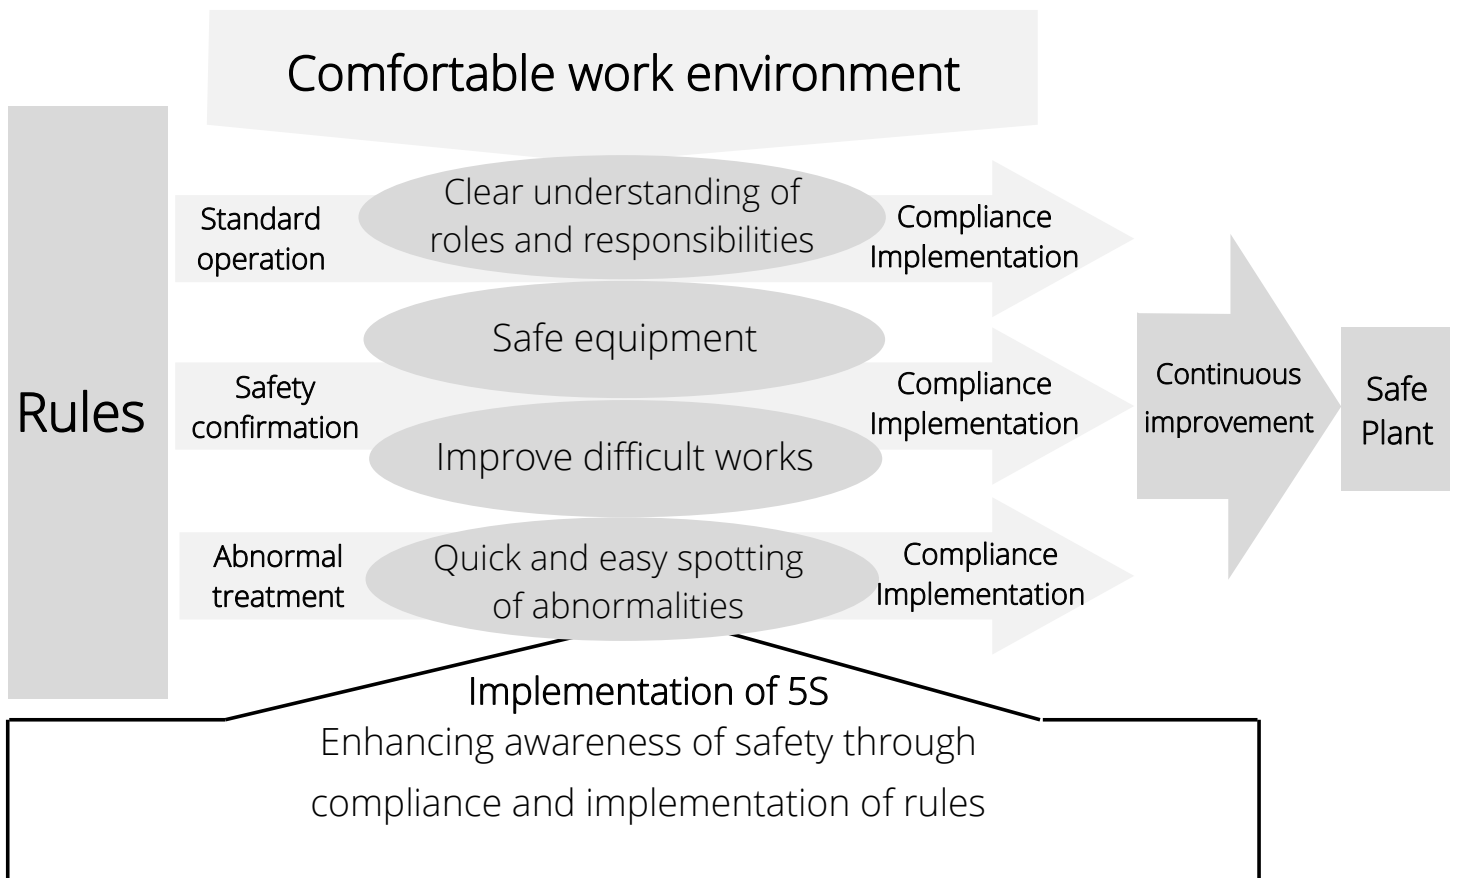 Comfortable work environment
Rules
Standard
operation
Clear understanding of
roles and responsibilities
Compliance
Implementation
Safe equipment
Safety
confirmation
Compliance
Implementation
Improve difficult works
Abnormal
treatment
Quick and easy spotting
of abnormalities
Compliance
Implementation
Continuous
improvement
Safe
Plant
Implementation of 5S
Enhancing awareness of safety through
compliance and implementation of rules